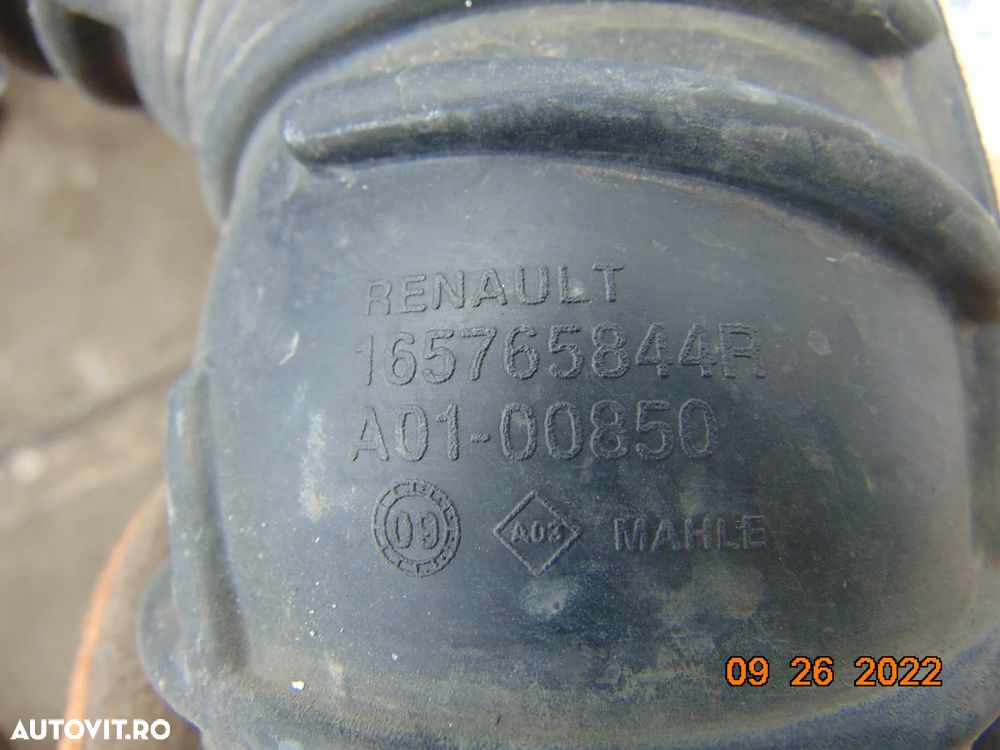 RENAULT
165765844R
A01-00850
09 A03 MAHLE
09 26 2022
AUTOVIT.RO